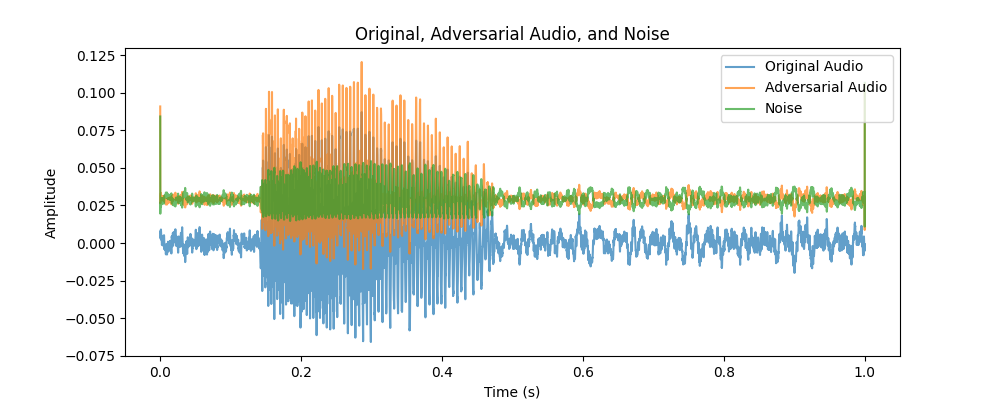 Original, Adversarial Audio, and Noise
Original Audio
Adversarial Audio
Noise
Amplitude
0.125
0.100
0.075
0.050
0.025
0.000
−0.025
−0.050
−0.075
0.0
0.2
0.4
0.6
0.8
1.0
Time (s)